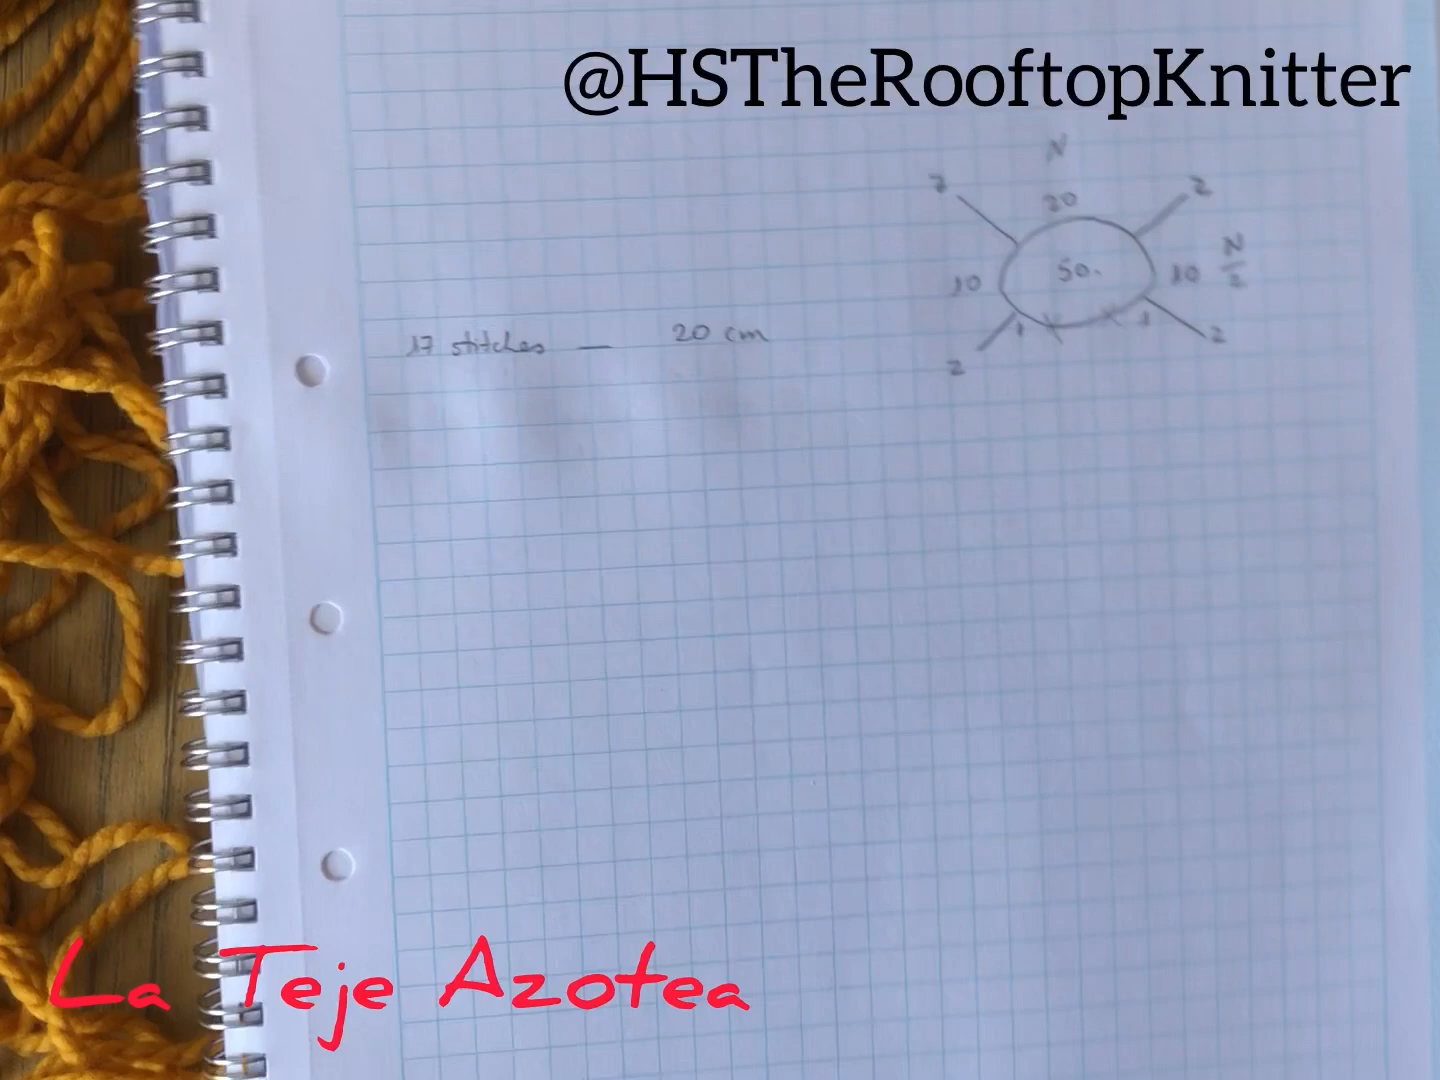 @HSTheRooftopKnitter
N
2 20 2
10 50. 10 N/2
1 1
2 2
17 stitches — 20 cm
La Teje Azotea